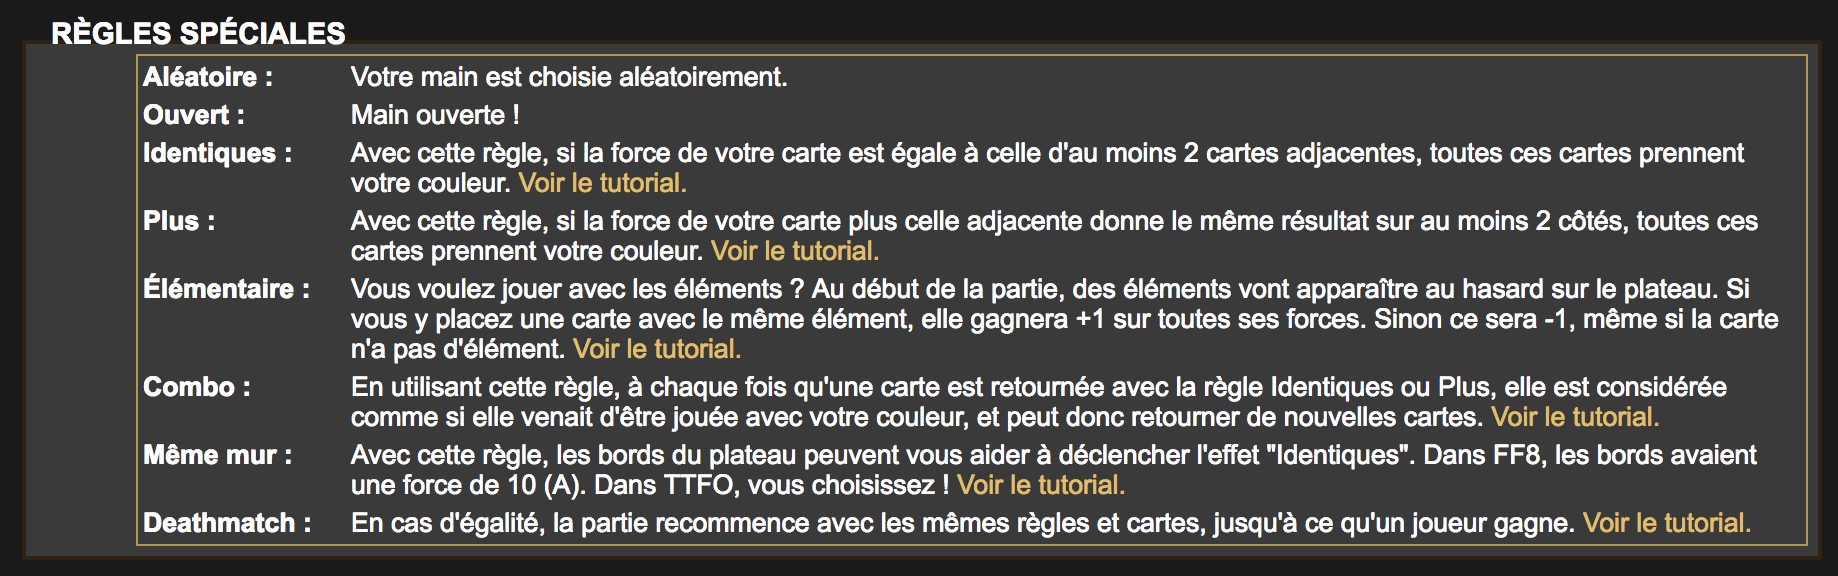 RÈGLES SPÉCIALES
Aléatoire : Votre main est choisie aléatoirement.
Ouvert : Main ouverte !
Identiques : Avec cette règle, si la force de votre carte est égale à celle d'au moins 2 cartes adjacentes, toutes ces cartes prennent
votre couleur. Voir le tutorial.
Plus : Avec cette règle, si la force de votre carte plus celle adjacente donne le même résultat sur au moins 2 côtés, toutes ces
cartes prennent votre couleur. Voir le tutorial.
Élémentaire : Vous voulez jouer avec les éléments ? Au début de la partie, des éléments vont apparaître au hasard sur le plateau. Si
vous y placez une carte avec le même élément, elle gagnera +1 sur toutes ses forces. Sinon ce sera -1, même si la carte
n'a pas d'élément. Voir le tutorial.
Combo : En utilisant cette règle, à chaque fois qu'une carte est retournée avec la règle Identiques ou Plus, elle est considérée
comme si elle venait d'être jouée avec votre couleur, et peut donc retourner de nouvelles cartes. Voir le tutorial.
Même mur : Avec cette règle, les bords du plateau peuvent vous aider à déclencher l'effet "Identiques". Dans FF8, les bords avaient
une force de 10 (A). Dans TTFO, vous choisissez ! Voir le tutorial.
Deathmatch : En cas d'égalité, la partie recommence avec les mêmes règles et cartes, jusqu'à ce qu'un joueur gagne. Voir le tutorial.